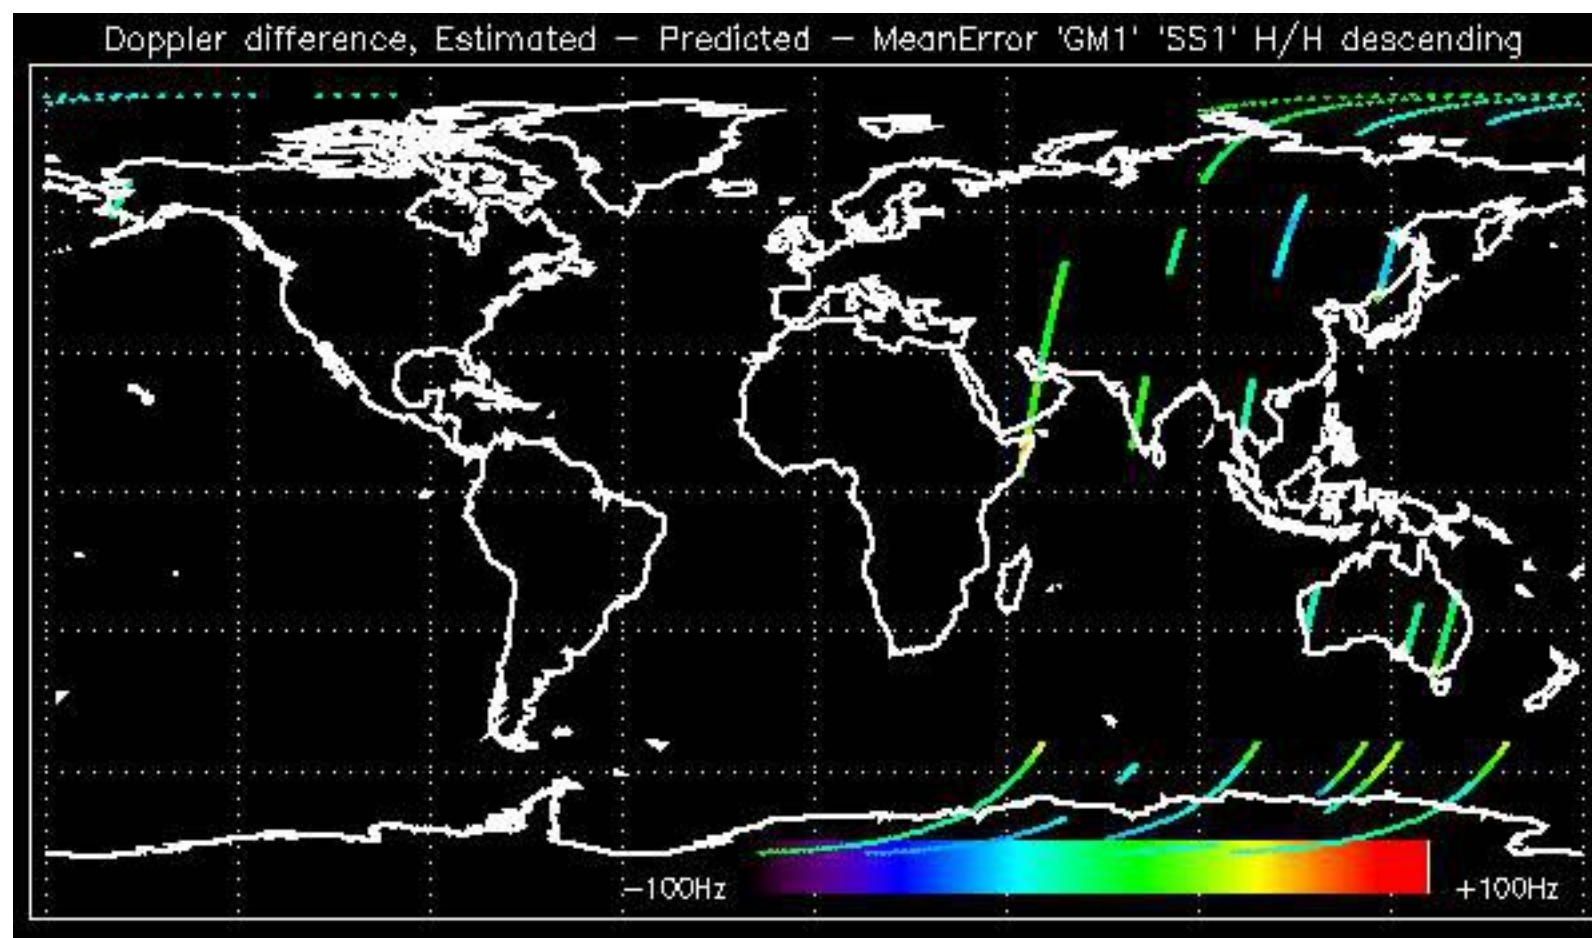 Doppler difference, Estimated – Predicted – MeanError 'GM1' 'SS1' H/H descending
-100Hz
+100Hz